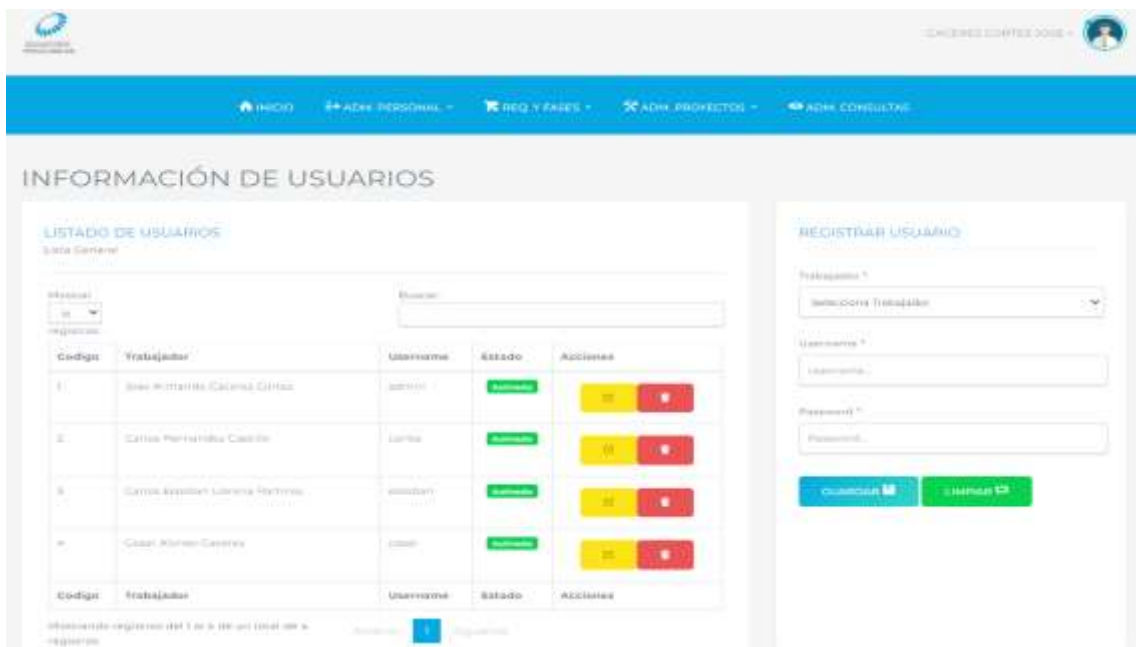 CACERES CORTEZ JOSE
INICIO ADM. PERSONAL REQ. Y FASES ADM. PROYECTOS ADM. CONSULTAS
INFORMACIÓN DE USUARIOS
LISTADO DE USUARIOS
Lista General
Mostrar
registros
Buscar:
Codigo Trabajador Username Estado Acciones
1 Jose Armando Caceres Cortez admin Activado
2 Carlos Hernandez Castillo Activado
3 Carlos Esteban Martinez esteban Activado
4 Cesar Alonso Caceres cesar Activado
Codigo Trabajador Username Estado Acciones
Mostrando registros del 1 al 4 de un total de 4
registros
Anterior 1 Siguiente
REGISTRAR USUARIO
Trabajador *
Selecciona Trabajador
Username *
Username...
Password *
Password...
GUARDAR LIMPIAR